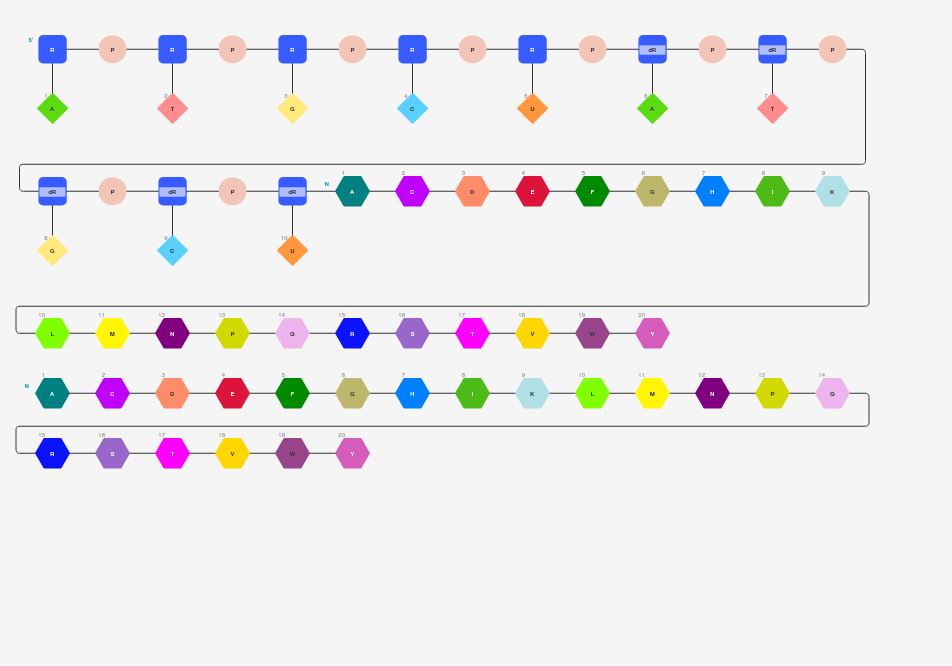 5' R P R P R P R P R P dR P dR P
1 2 3 4 5 6 7
A T G C U A T
N 1 2 3 4 5 6 7 8 9
dR P dR P dR A C D E F G H I K
8 9 10
G C U
10 11 12 13 14 15 16 17 18 19 20
L M N P Q R S T V W Y
1 2 3 4 5 6 7 8 9 10 11 12 13 14
N A C D E F G H I K L M N P Q
15 16 17 18 19 20
R S T V W Y